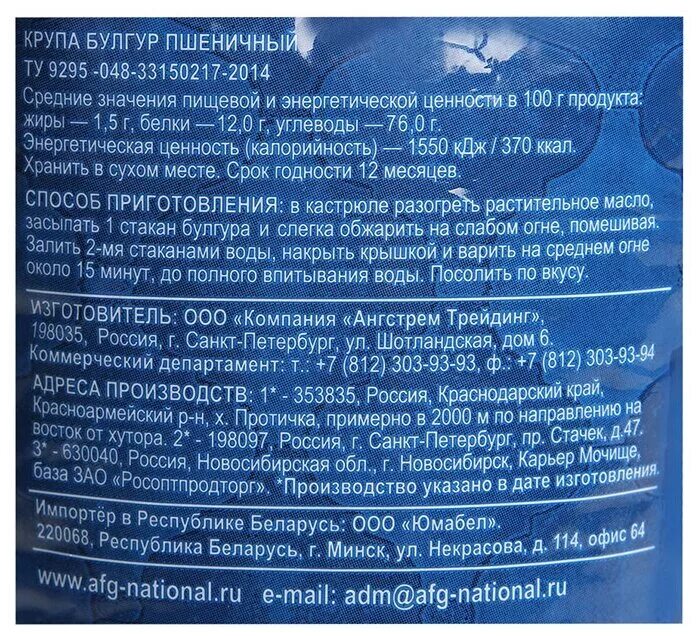 КРУПА БУЛГУР ПШЕНИЧНЫЙ
ТУ 9295 -048-33150217-2014
Средние значения пищевой и энергетической ценности в 100 г продукта:
жиры — 1,5 г, белки — 12,0 г, углеводы — 76,0 г.
Энергетическая ценность (калорийность) — 1550 кДж / 370 ккал.
Хранить в сухом месте. Срок годности 12 месяцев.
СПОСОБ ПРИГОТОВЛЕНИЯ: в кастрюле разогреть растительное масло,
засыпать 1 стакан булгура и слегка обжарить на слабом огне, помешивая.
Залить 2-мя стаканами воды, накрыть крышкой и варить на среднем огне
около 15 минут, до полного впитывания воды. Посолить по вкусу.
ИЗГОТОВИТЕЛЬ: ООО «Компания «Ангстрем Трейдинг»,
198035, Россия, г. Санкт-Петербург, ул. Шотландская, дом 6.
Коммерческий департамент: т.: +7 (812) 303-93-93, ф.: +7 (812) 303-93-94
АДРЕСА ПРОИЗВОДСТВ: 1* - 353835, Россия, Краснодарский край,
Красноармейский р-н, х. Протичка, примерно в 2000 м по направлению на
восток от хутора. 2* - 198097, Россия, г. Санкт-Петербург, пр. Стачек, д.47.
3* - 630040, Россия, Новосибирская обл., г. Новосибирск, Карьер Мочище,
база ЗАО «Росоптпродторг». *Производство указано в дате изготовления.
Импортёр в Республике Беларусь: ООО «Юмабел».
220068, Республика Беларусь, г. Минск, ул. Некрасова, д. 114, офис 64
www.afg-national.ru e-mail: adm@afg-national.ru